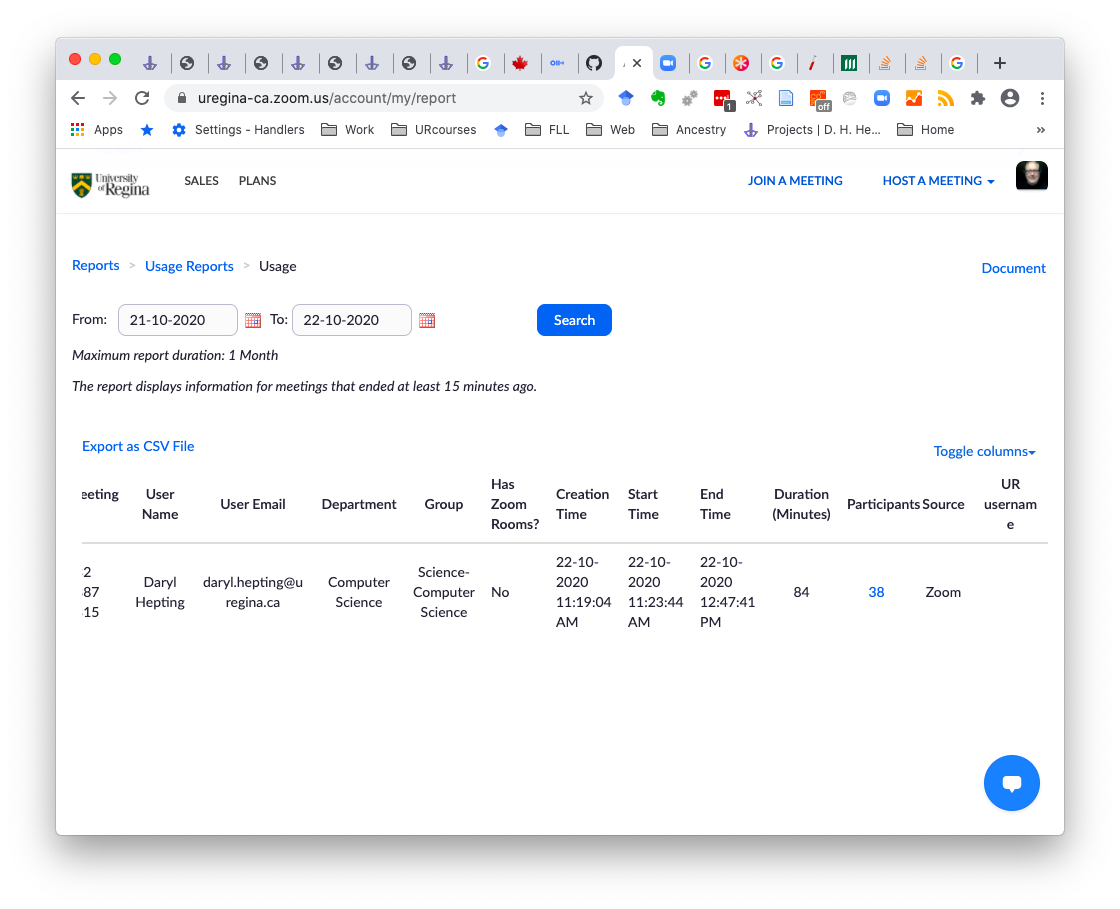 uregina-ca.zoom.us/account/my/report
1
off
Apps
Settings - Handlers
Work
URcourses
FLL
Web
Ancestry
Projects | D. H. He...
Home
»
University
of Regina
SALES
PLANS
JOIN A MEETING
HOST A MEETING
Reports > Usage Reports > Usage
Document
From: 21-10-2020 To: 22-10-2020 Search
Maximum report duration: 1 Month
The report displays information for meetings that ended at least 15 minutes ago.
Export as CSV File
Toggle columns
eeting
User
Name
User Email
Department
Group
Has
Zoom
Rooms?
Creation
Time
Start
Time
End
Time
Duration
(Minutes)
Participants
Source
UR
usernam
e
2
87
15
Daryl
Hepting
daryl.hepting@u
regina.ca
Computer
Science
Science-
Computer
Science
No
22-10-
2020
11:19:04
AM
22-10-
2020
11:23:44
AM
22-10-
2020
12:47:41
PM
84
38
Zoom